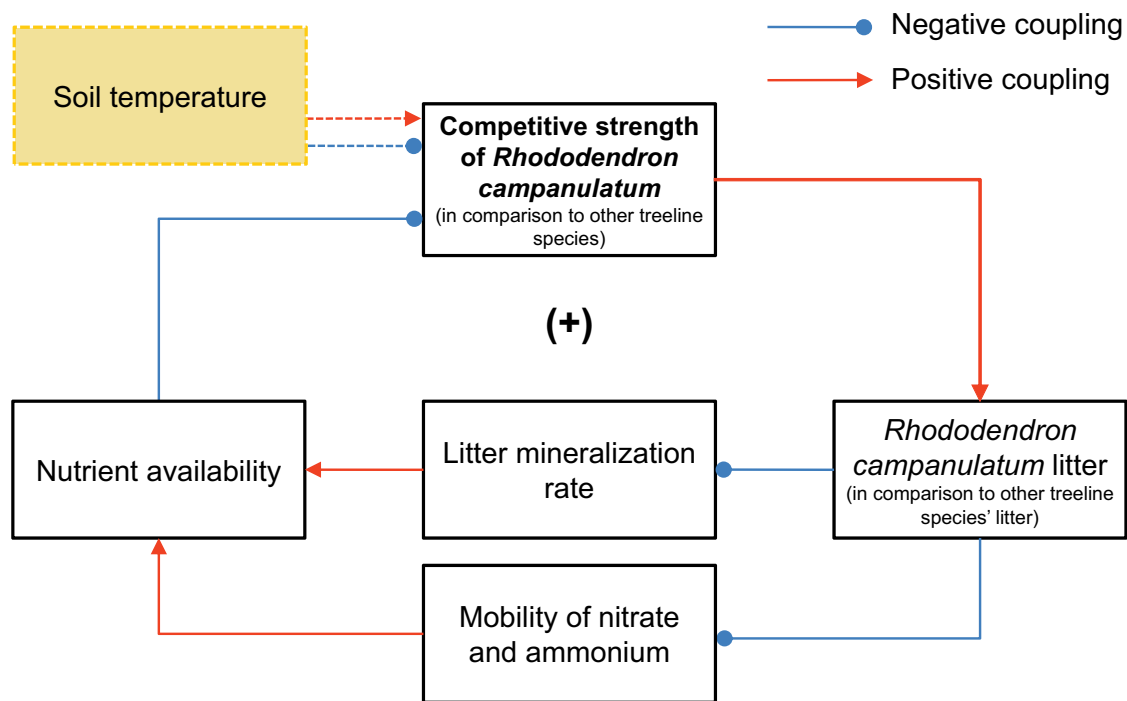 Negative coupling
Positive coupling
Soil temperature
Competitive strength
of Rhododendron
campanulatum
(in comparison to other treeline
species)
(+)
Nutrient availability
Litter mineralization
rate
Rhododendron
campanulatum litter
(in comparison to other treeline
species’ litter)
Mobility of nitrate
and ammonium